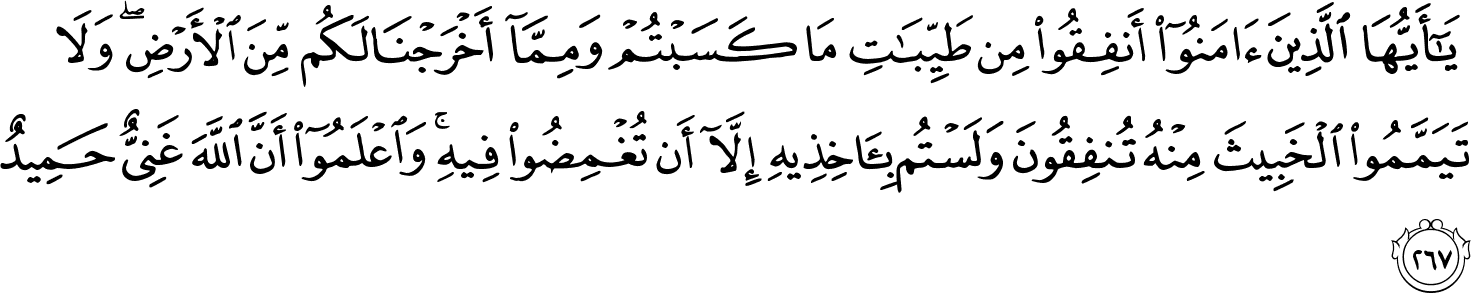 يَٰٓأَيُّهَا ٱلَّذِينَ ءَامَنُوٓا۟ أَنفِقُوا۟ مِن طَيِّبَٰتِ مَا كَسَبْتُمْ وَمِمَّآ أَخْرَجْنَا لَكُم مِّنَ ٱلْأَرْضِ ۖ وَلَا
تَيَمَّمُوا۟ ٱلْخَبِيثَ مِنْهُ تُنفِقُونَ وَلَسْتُم بِـَٔاخِذِيهِ إِلَّآ أَن تُغْمِضُوا۟ فِيهِ ۚ وَٱعْلَمُوٓا۟ أَنَّ ٱللَّهَ غَنِىٌّ حَمِيدٌ
٢٦٧